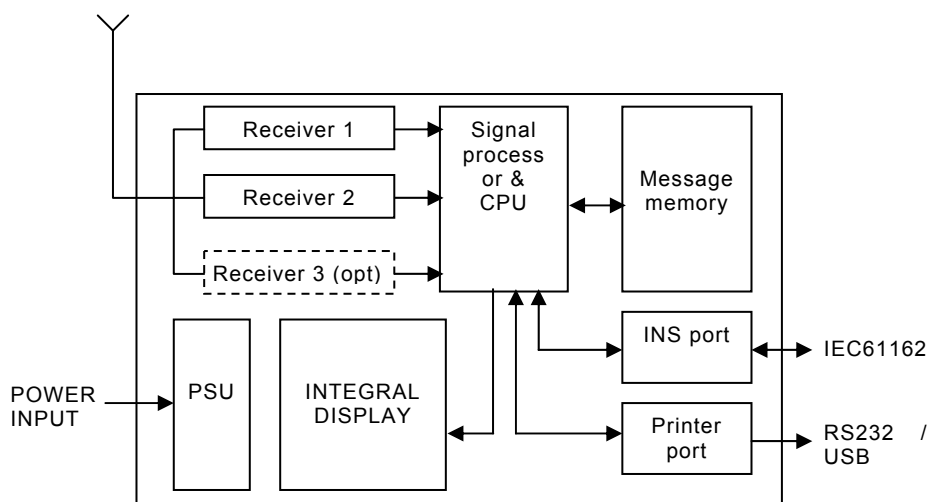 Receiver 1
Receiver 2
Receiver 3 (opt)
Signal
process
or &
CPU
Message
memory
INS port
IEC61162
POWER
INPUT
PSU
INTEGRAL
DISPLAY
Printer
port
RS232 /
USB